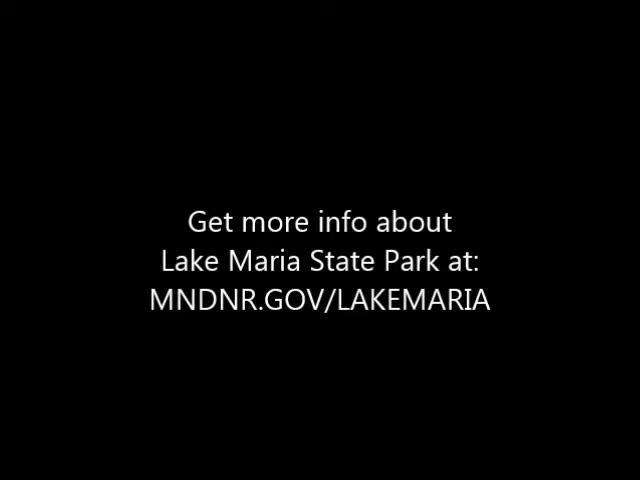 Get more info about
Lake Maria State Park at:
MNDNR.GOV/LAKEMARIA